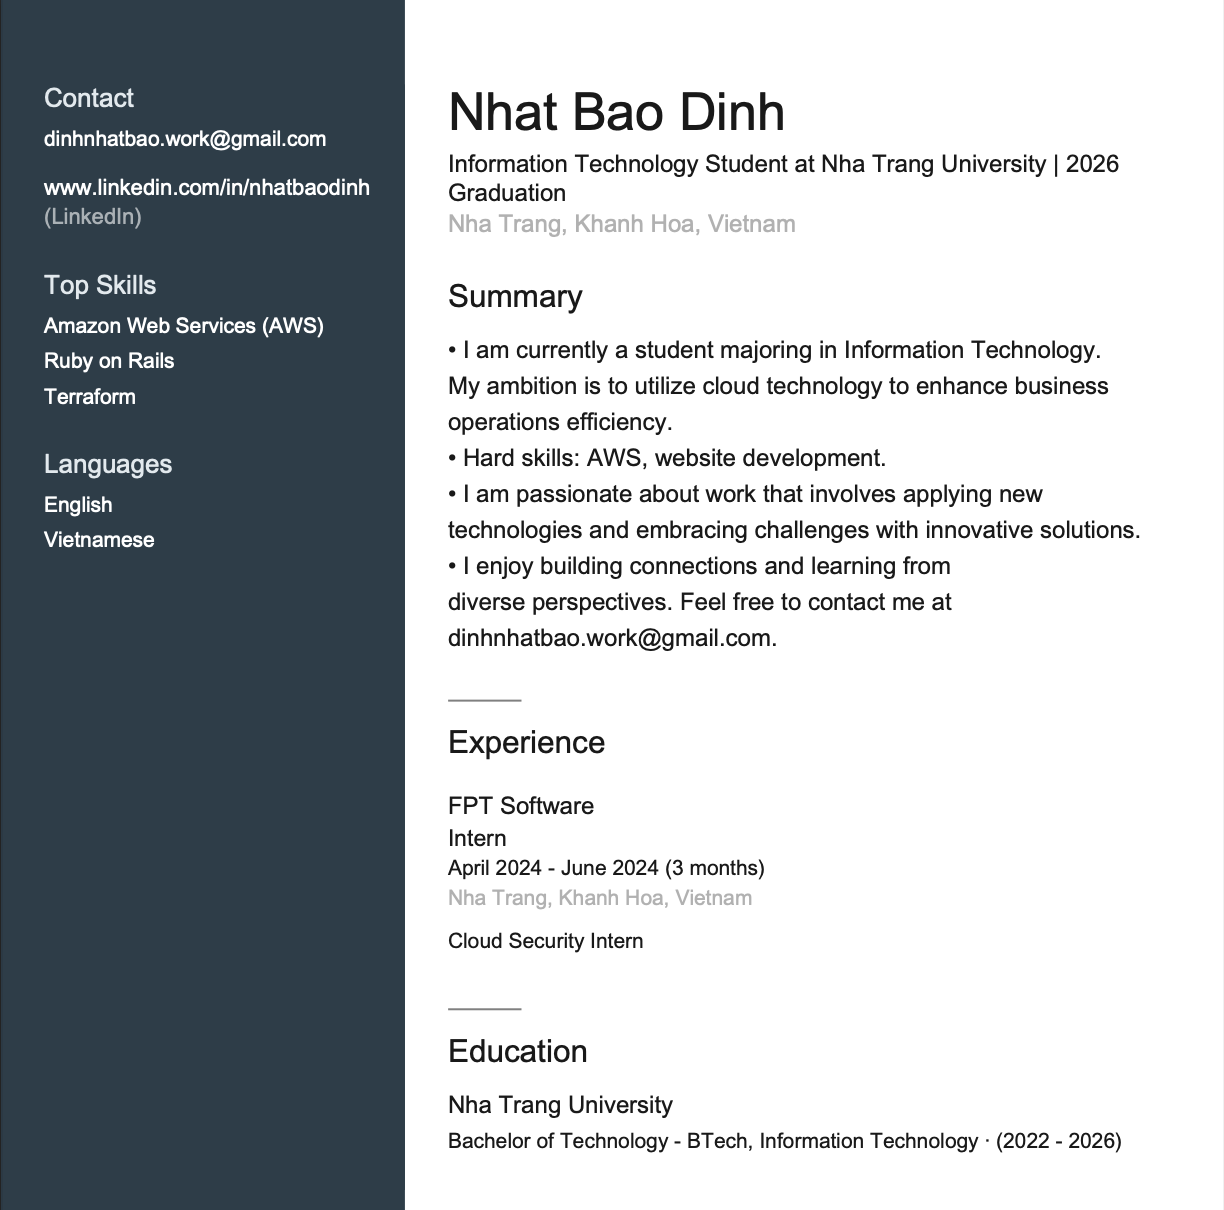 Contact
dinhnhatbao.work@gmail.com
www.linkedin.com/in/nhatbaodinh
(LinkedIn)
Top Skills
Amazon Web Services (AWS)
Ruby on Rails
Terraform
Languages
English
Vietnamese
Nhat Bao Dinh
Information Technology Student at Nha Trang University | 2026
Graduation
Nha Trang, Khanh Hoa, Vietnam
Summary
• I am currently a student majoring in Information Technology.
My ambition is to utilize cloud technology to enhance business
operations efficiency.
• Hard skills: AWS, website development.
• I am passionate about work that involves applying new
technologies and embracing challenges with innovative solutions.
• I enjoy building connections and learning from
diverse perspectives. Feel free to contact me at
dinhnhatbao.work@gmail.com.
Experience
FPT Software
Intern
April 2024 - June 2024 (3 months)
Nha Trang, Khanh Hoa, Vietnam
Cloud Security Intern
Education
Nha Trang University
Bachelor of Technology - BTech, Information Technology · (2022 - 2026)